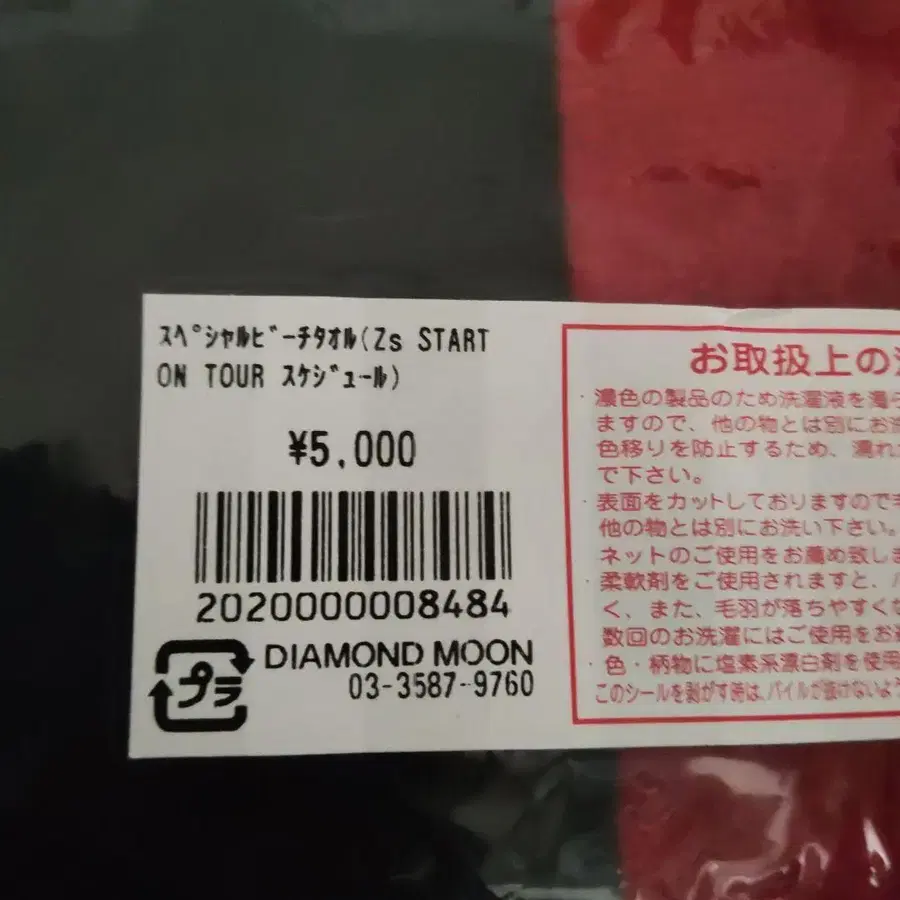 ｽﾍﾟｼｬﾙﾋﾞｰﾁﾀｵﾙ(Zs START
ON TOUR ｽｹｼﾞｭｰﾙ)
¥5,000
2020000008484
プラ
DIAMOND MOON
03-3587-9760
お取扱上の
・濃色の製品のため洗濯液を濁ら
ますので、他の物とは別にお洗
色移りを防止するため、濡れ
で下さい。
・表面をカットしておりますので毛
他の物とは別にお洗い下さい。
ネットのご使用をお薦め致しま
・柔軟剤をご使用されますと、パ
く、また、毛羽が落ちやすくな
数回のお洗濯にはご使用をお
・色・柄物に塩素系漂白剤を使用
このシールを剥がす時は、パイルが抜けないよう